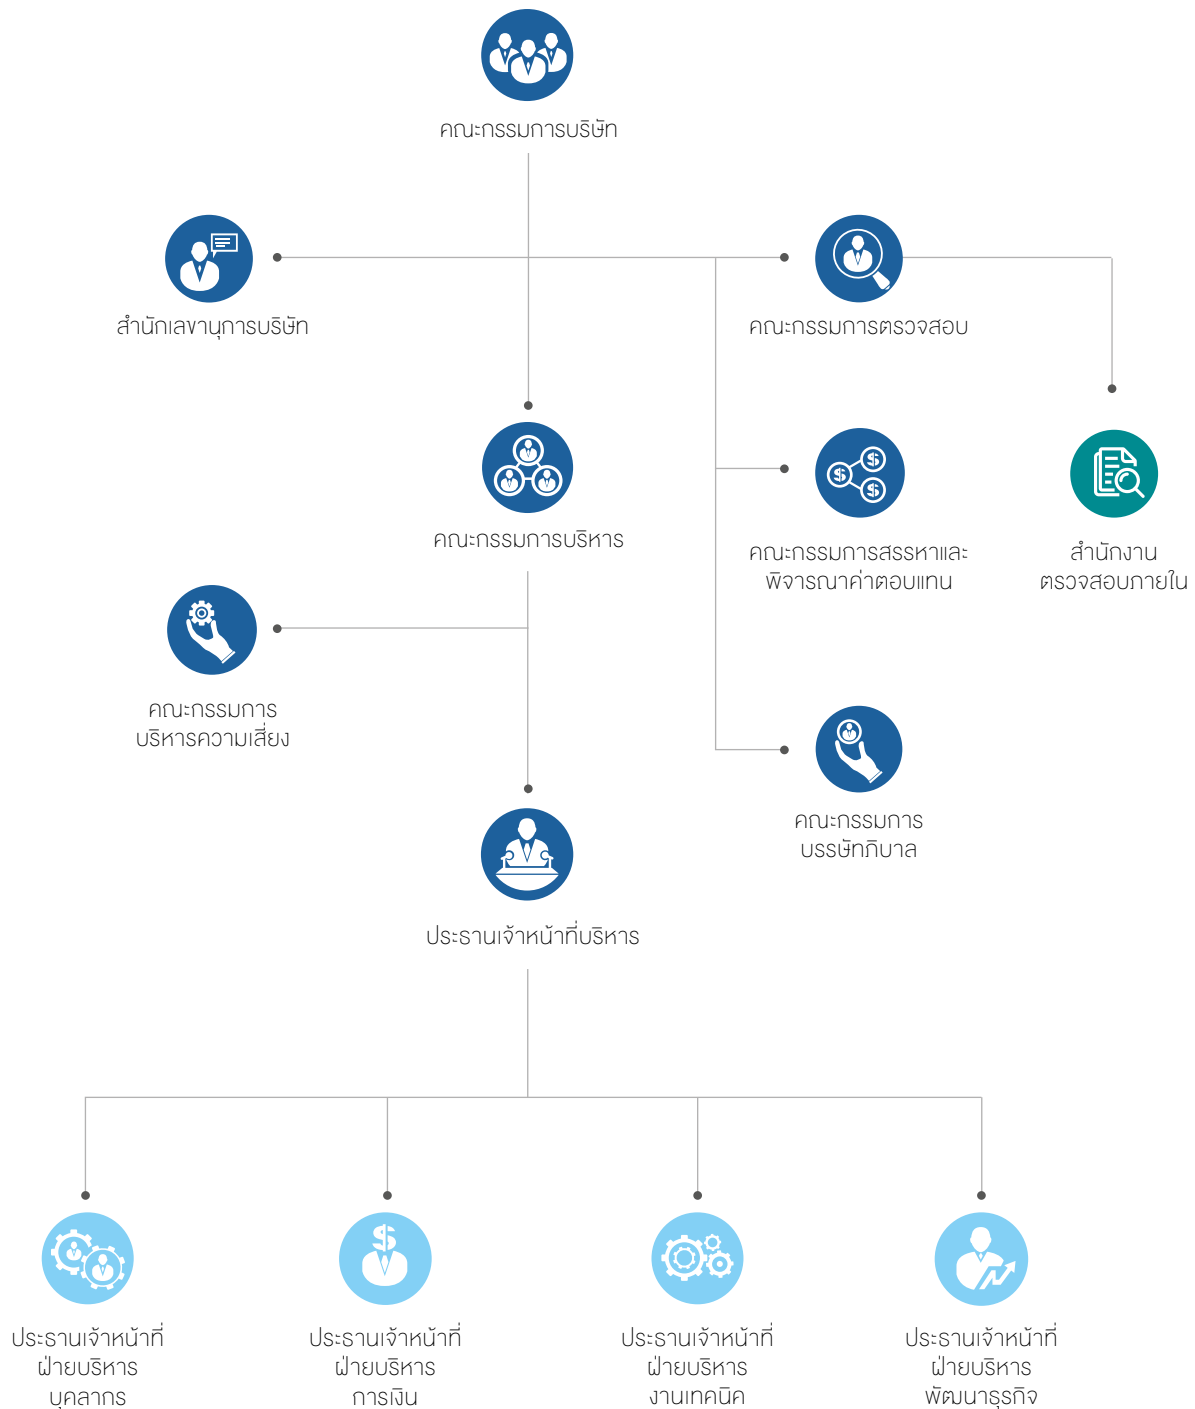 คณะกรรมการบริษัท
สำนักเลขานุการบริษัท
คณะกรรมการตรวจสอบ
คณะกรรมการบริหาร
คณะกรรมการสรรหาและ
พิจารณาค่าตอบแทน
สำนักงาน
ตรวจสอบภายใน
คณะกรรมการ
บริหารความเสี่ยง
คณะกรรมการ
บรรษัทภิบาล
ประธานเจ้าหน้าที่บริหาร
ประธานเจ้าหน้าที่
ฝ่ายบริหาร
บุคลากร
ประธานเจ้าหน้าที่
ฝ่ายบริหาร
การเงิน
ประธานเจ้าหน้าที่
ฝ่ายบริหาร
งานเทคนิค
ประธานเจ้าหน้าที่
ฝ่ายบริหาร
พัฒนาธุรกิจ